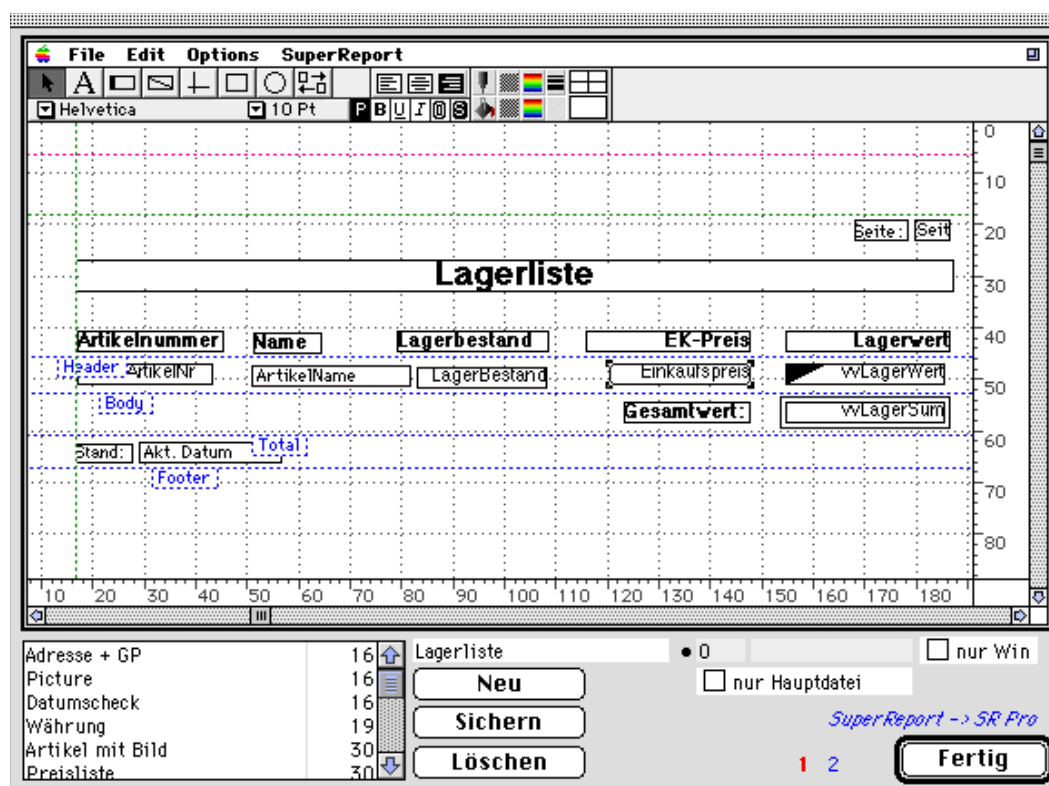 File Edit Options SuperReport
A
Helvetica 10 Pt P B U I O S
0
10
Seite: Seit 20
Lagerliste
30
Artikelnummer Name Lagerbestand EK-Preis Lagerwert 40
Header ArtikelNr ArtikelName LagerBestand Einkaufspreis vvLagerWert
50
Body Gesamtwert: vvLagerSum
60
Stand: Akt. Datum Total
Footer
70
80
10 20 30 40 50 60 70 80 90 100 110 120 130 140 150 160 170 180
Adresse + GP 16
Picture 16
Datumscheck 16
Währung 19
Artikel mit Bild 30
Preisliste 30
Lagerliste 0 nur Win
Neu nur Hauptdatei
Sichern SuperReport -> SR Pro
Löschen 1 2 Fertig